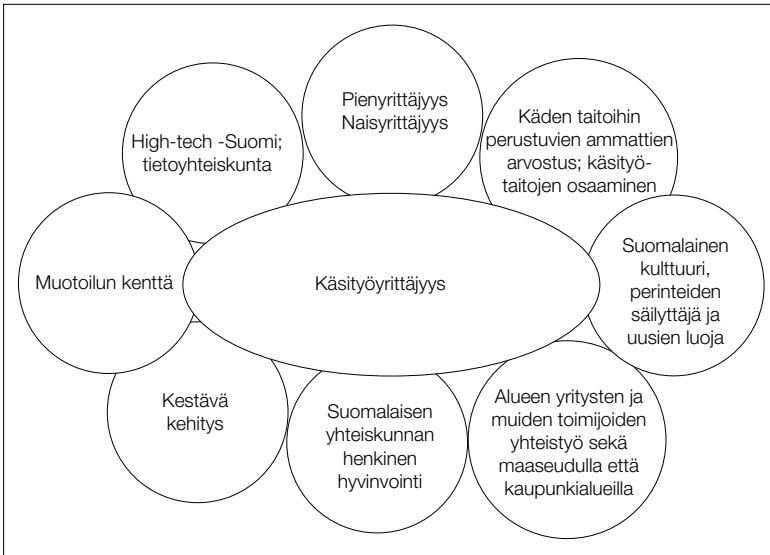 Pienyrittäjyys
Naisyrittäjyys
High-tech -Suomi;
tietoyhteiskunta
Käden taitoihin
perustuvien ammattien
arvostus; käsityö-
taitojen osaaminen
Muotoilun kenttä
Käsityöyrittäjyys
Suomalainen
kulttuuri,
perinteiden
säilyttäjä ja
uusien luoja
Kestävä
kehitys
Suomalaisen
yhteiskunnan
henkinen
hyvinvointi
Alueen yritysten ja
muiden toimijoiden
yhteistyö sekä
maaseudulla että
kaupunkialueilla